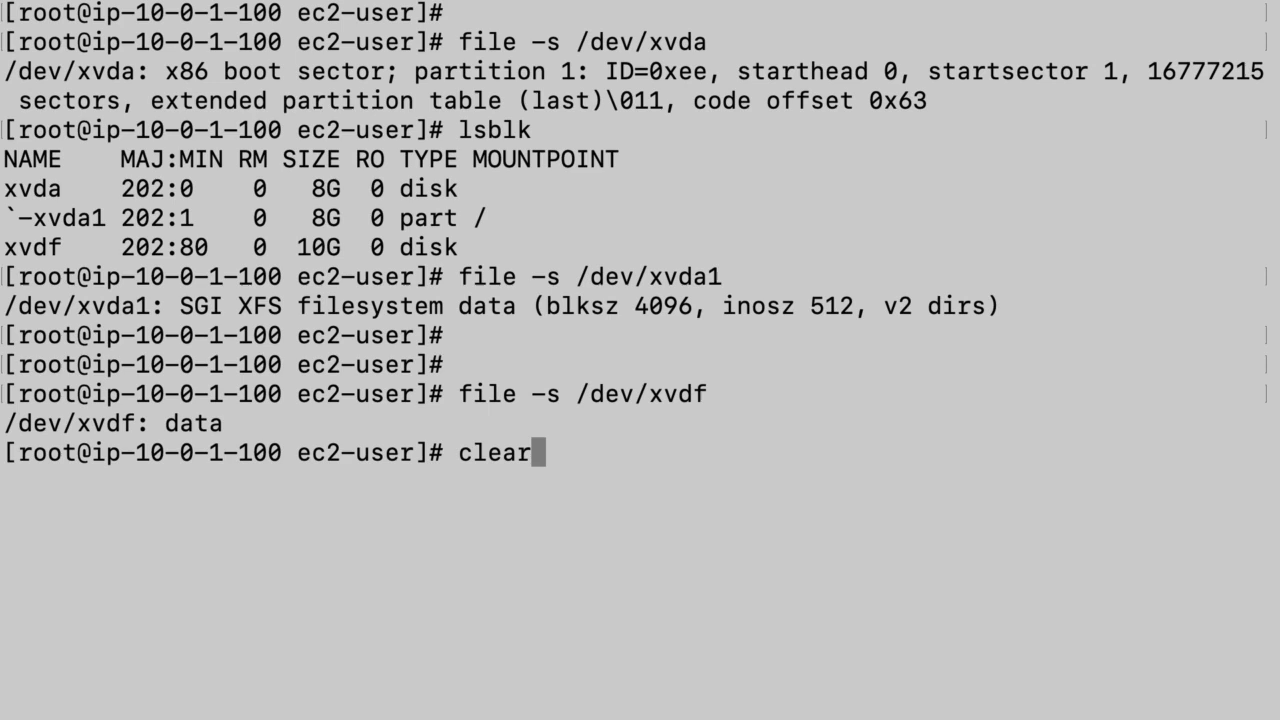 [root@ip-10-0-1-100 ec2-user]#
[root@ip-10-0-1-100 ec2-user]# file -s /dev/xvda
/dev/xvda: x86 boot sector; partition 1: ID=0xee, starthead 0, startsector 1, 16777215
 sectors, extended partition table (last)\011, code offset 0x63
[root@ip-10-0-1-100 ec2-user]# lsblk
NAME    MAJ:MIN RM SIZE RO TYPE MOUNTPOINT
xvda    202:0    0   8G  0 disk
`-xvda1 202:1    0   8G  0 part /
xvdf    202:80   0  10G  0 disk
[root@ip-10-0-1-100 ec2-user]# file -s /dev/xvda1
/dev/xvda1: SGI XFS filesystem data (blksz 4096, inosz 512, v2 dirs)
[root@ip-10-0-1-100 ec2-user]#
[root@ip-10-0-1-100 ec2-user]#
[root@ip-10-0-1-100 ec2-user]# file -s /dev/xvdf
/dev/xvdf: data
[root@ip-10-0-1-100 ec2-user]# clear